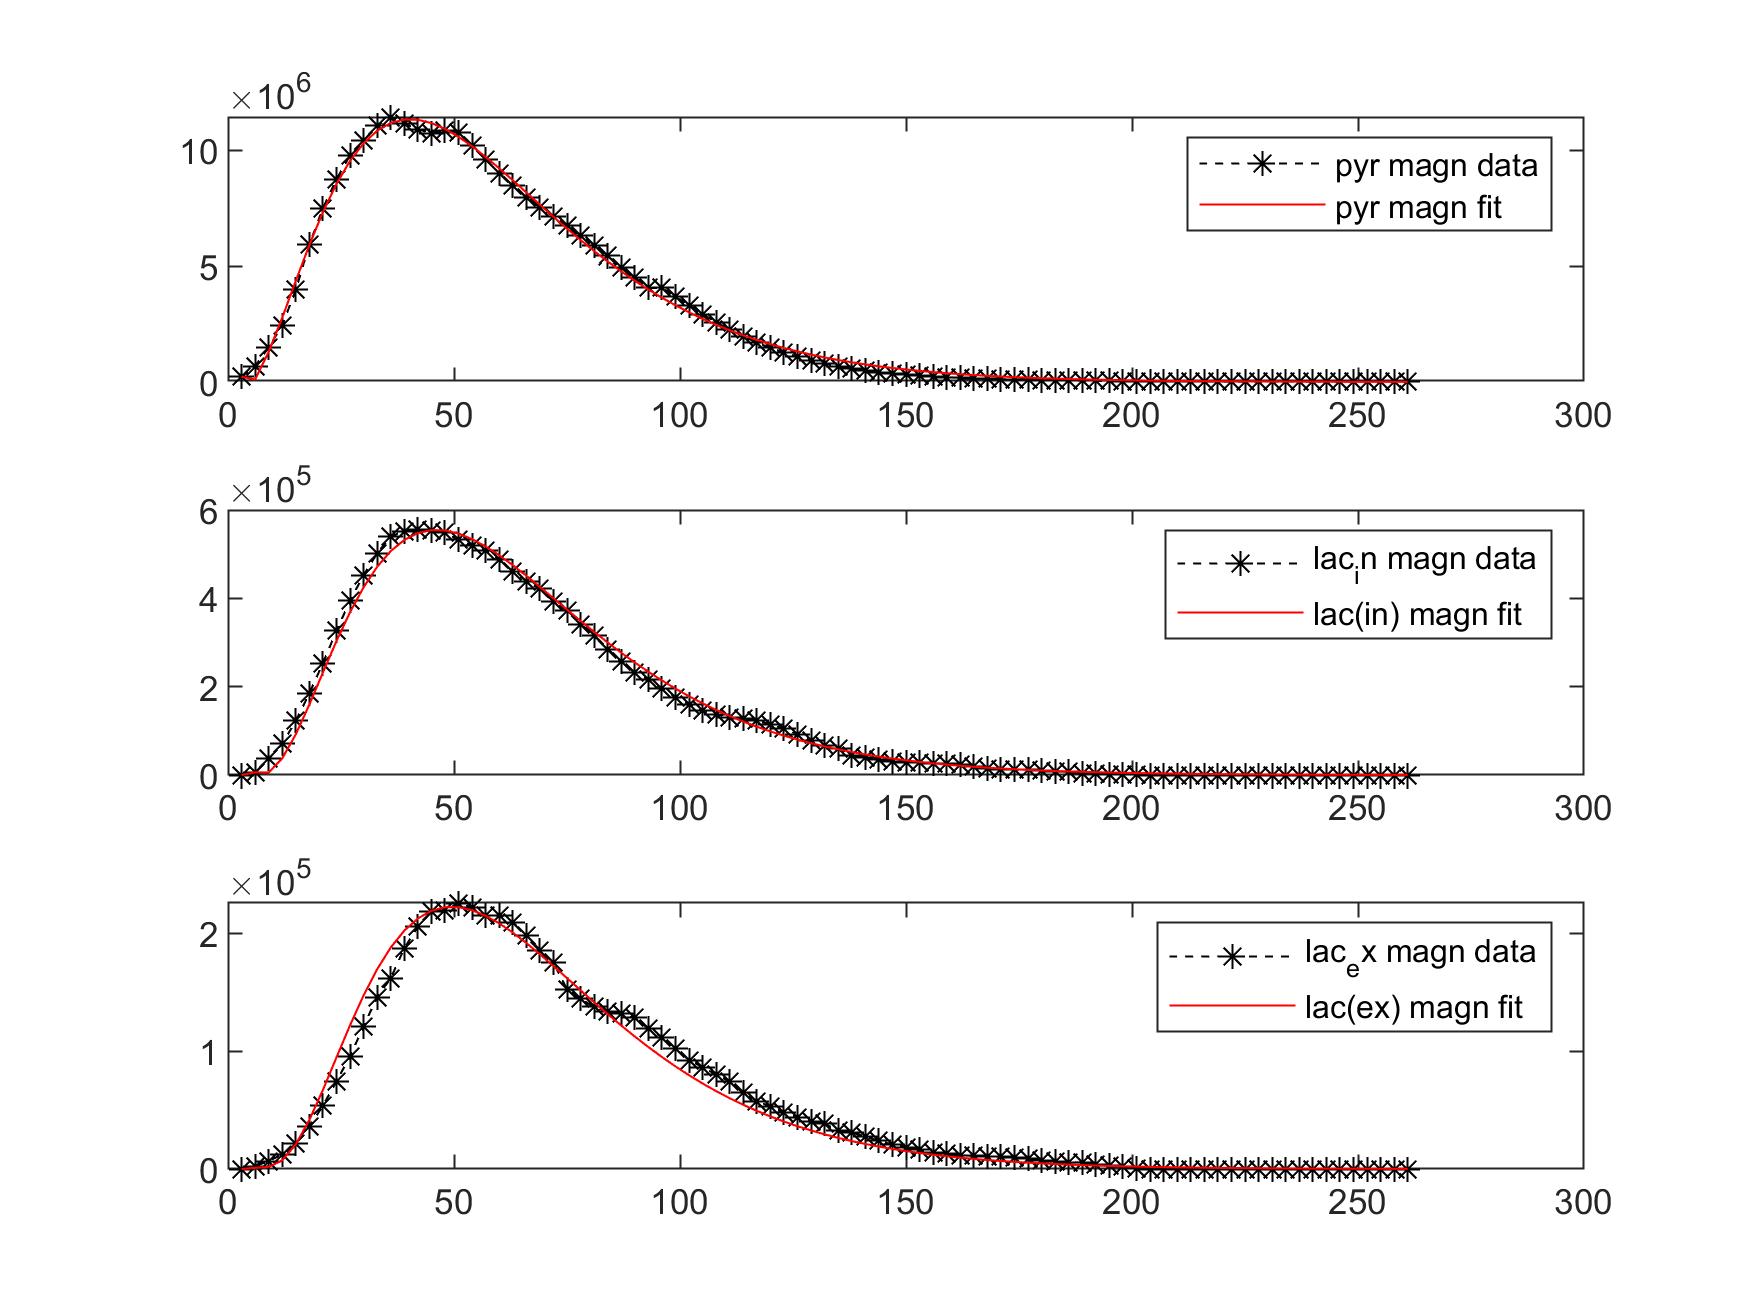 ×10^6
10
5
0
0 50 100 150 200 250 300
pyr magn data
pyr magn fit
×10^5
6
4
2
0
0 50 100 150 200 250 300
lac_in magn data
lac(in) magn fit
×10^5
2
1
0
0 50 100 150 200 250 300
lac_ex magn data
lac(ex) magn fit